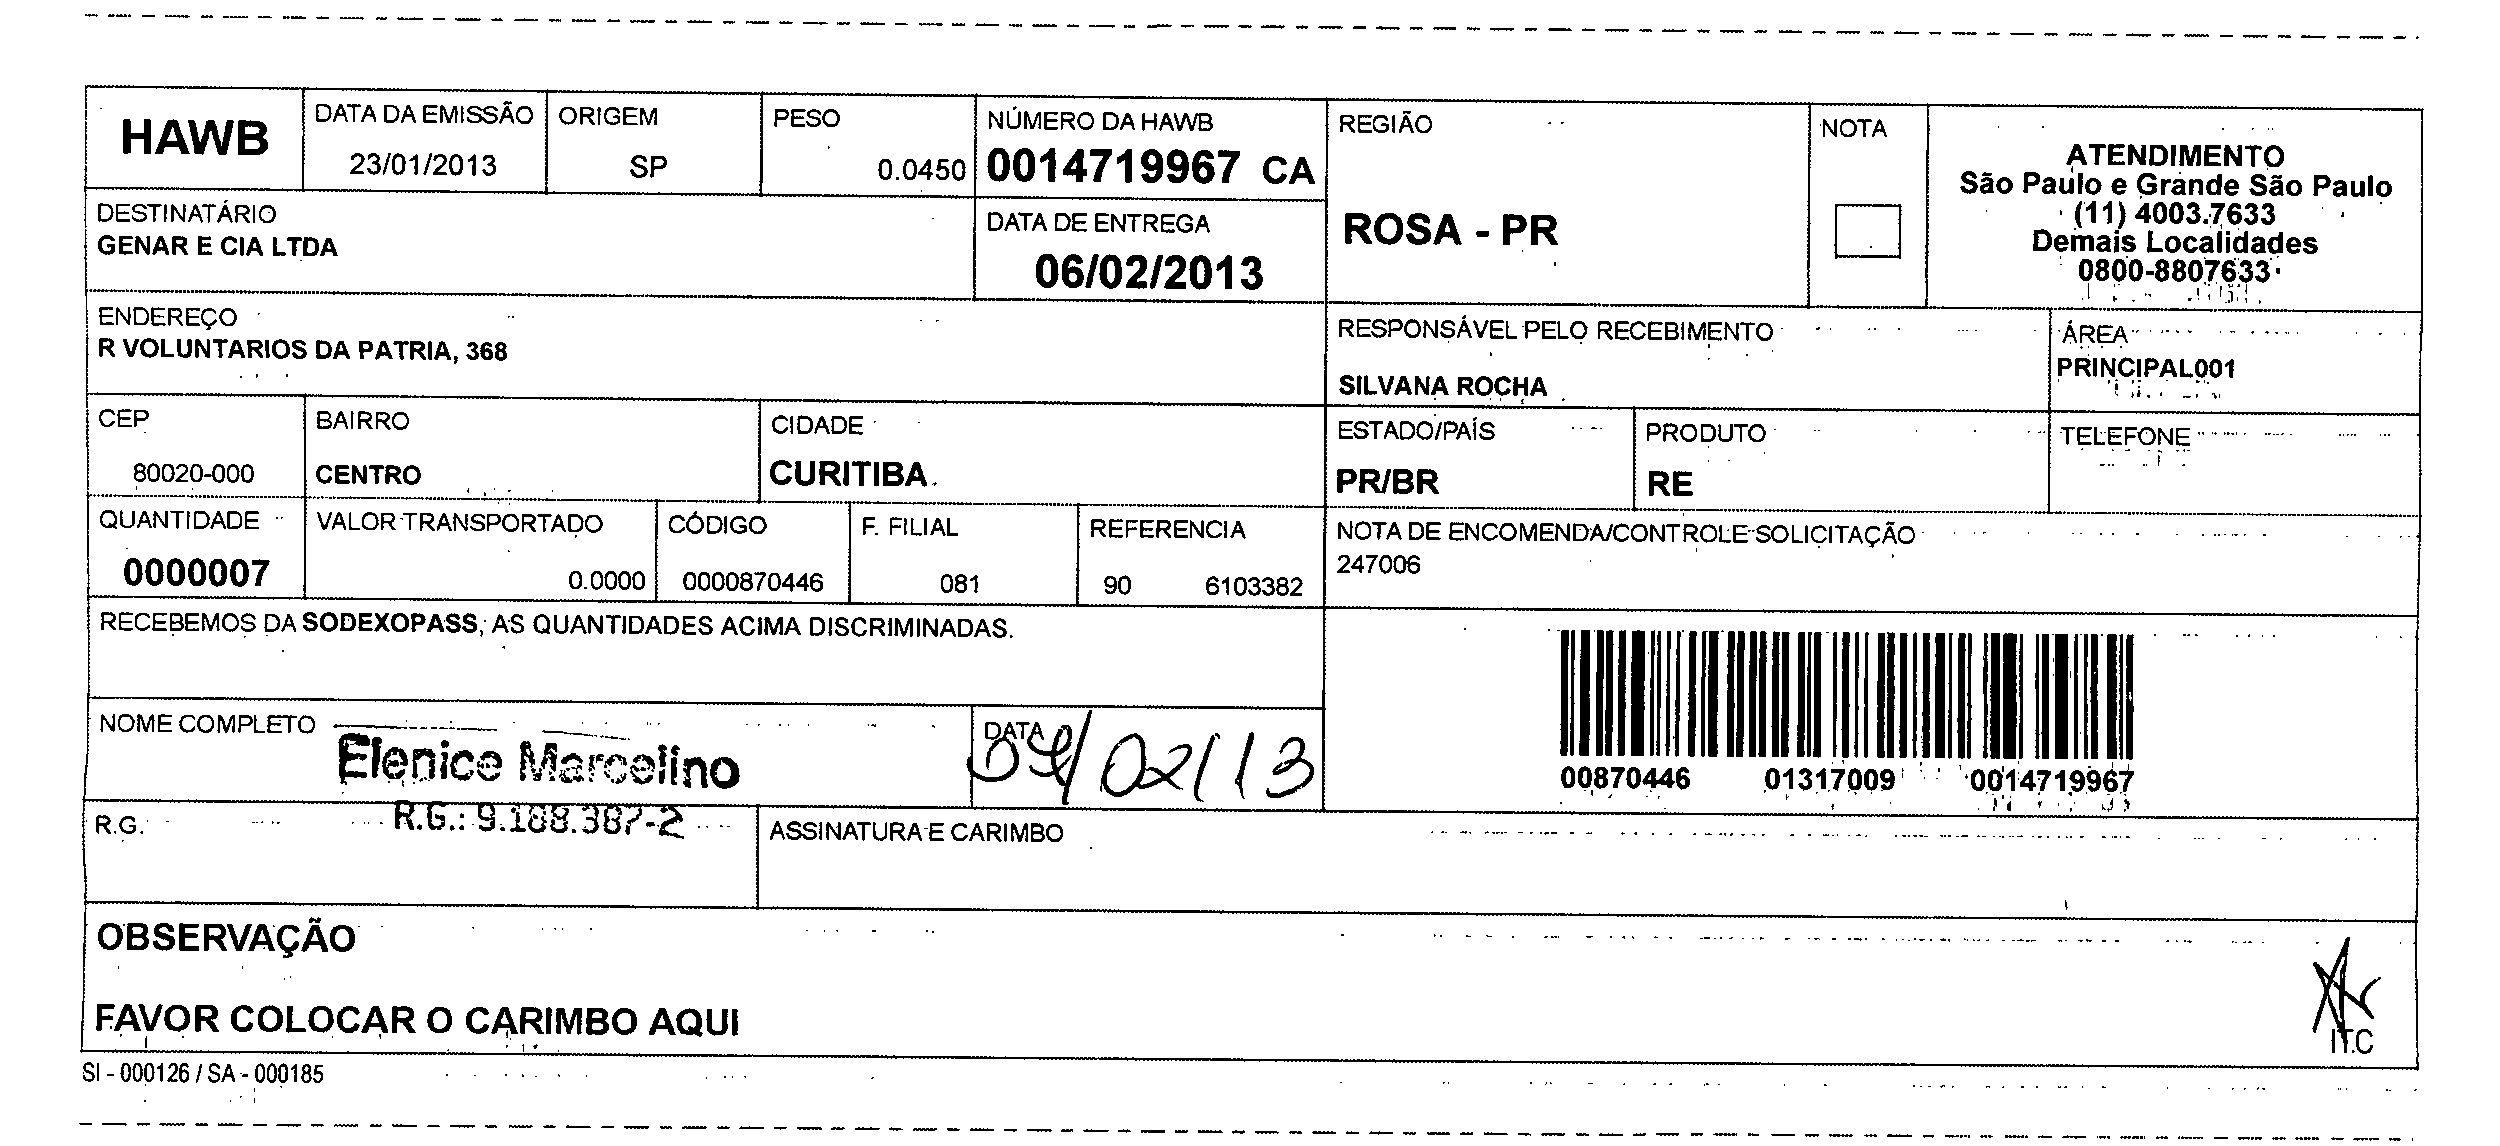 HAWB
DATA DA EMISSÃO
23/01/2013
ORIGEM
SP
PESO
0.0450
NÚMERO DA HAWB
0014719967 CA
REGIÃO
ROSA - PR
NOTA
ATENDIMENTO
São Paulo e Grande São Paulo
(11) 4003.7633
Demais Localidades
0800-8807633
DESTINATÁRIO
GENAR E CIA LTDA
DATA DE ENTREGA
06/02/2013
ENDEREÇO
R VOLUNTARIOS DA PATRIA, 368
RESPONSÁVEL PELO RECEBIMENTO
SILVANA ROCHA
ÁREA
PRINCIPAL001
CEP
80020-000
BAIRRO
CENTRO
CIDADE
CURITIBA
ESTADO/PAÍS
PR/BR
PRODUTO
RE
TELEFONE
QUANTIDADE
0000007
VALOR TRANSPORTADO
0.0000
CÓDIGO
0000870446
F. FILIAL
081
REFERENCIA
90 6103382
NOTA DE ENCOMENDA/CONTROLE SOLICITAÇÃO
247006
RECEBEMOS DA SODEXOPASS, AS QUANTIDADES ACIMA DISCRIMINADAS.
00870446 01317009 0014719967
NOME COMPLETO
Elenice Marcelino
DATA
/02/13
R.G.
R.G.: 9.188.387-2
ASSINATURA E CARIMBO
OBSERVAÇÃO
FAVOR COLOCAR O CARIMBO AQUI
ITC
SI - 000126 / SA - 000185